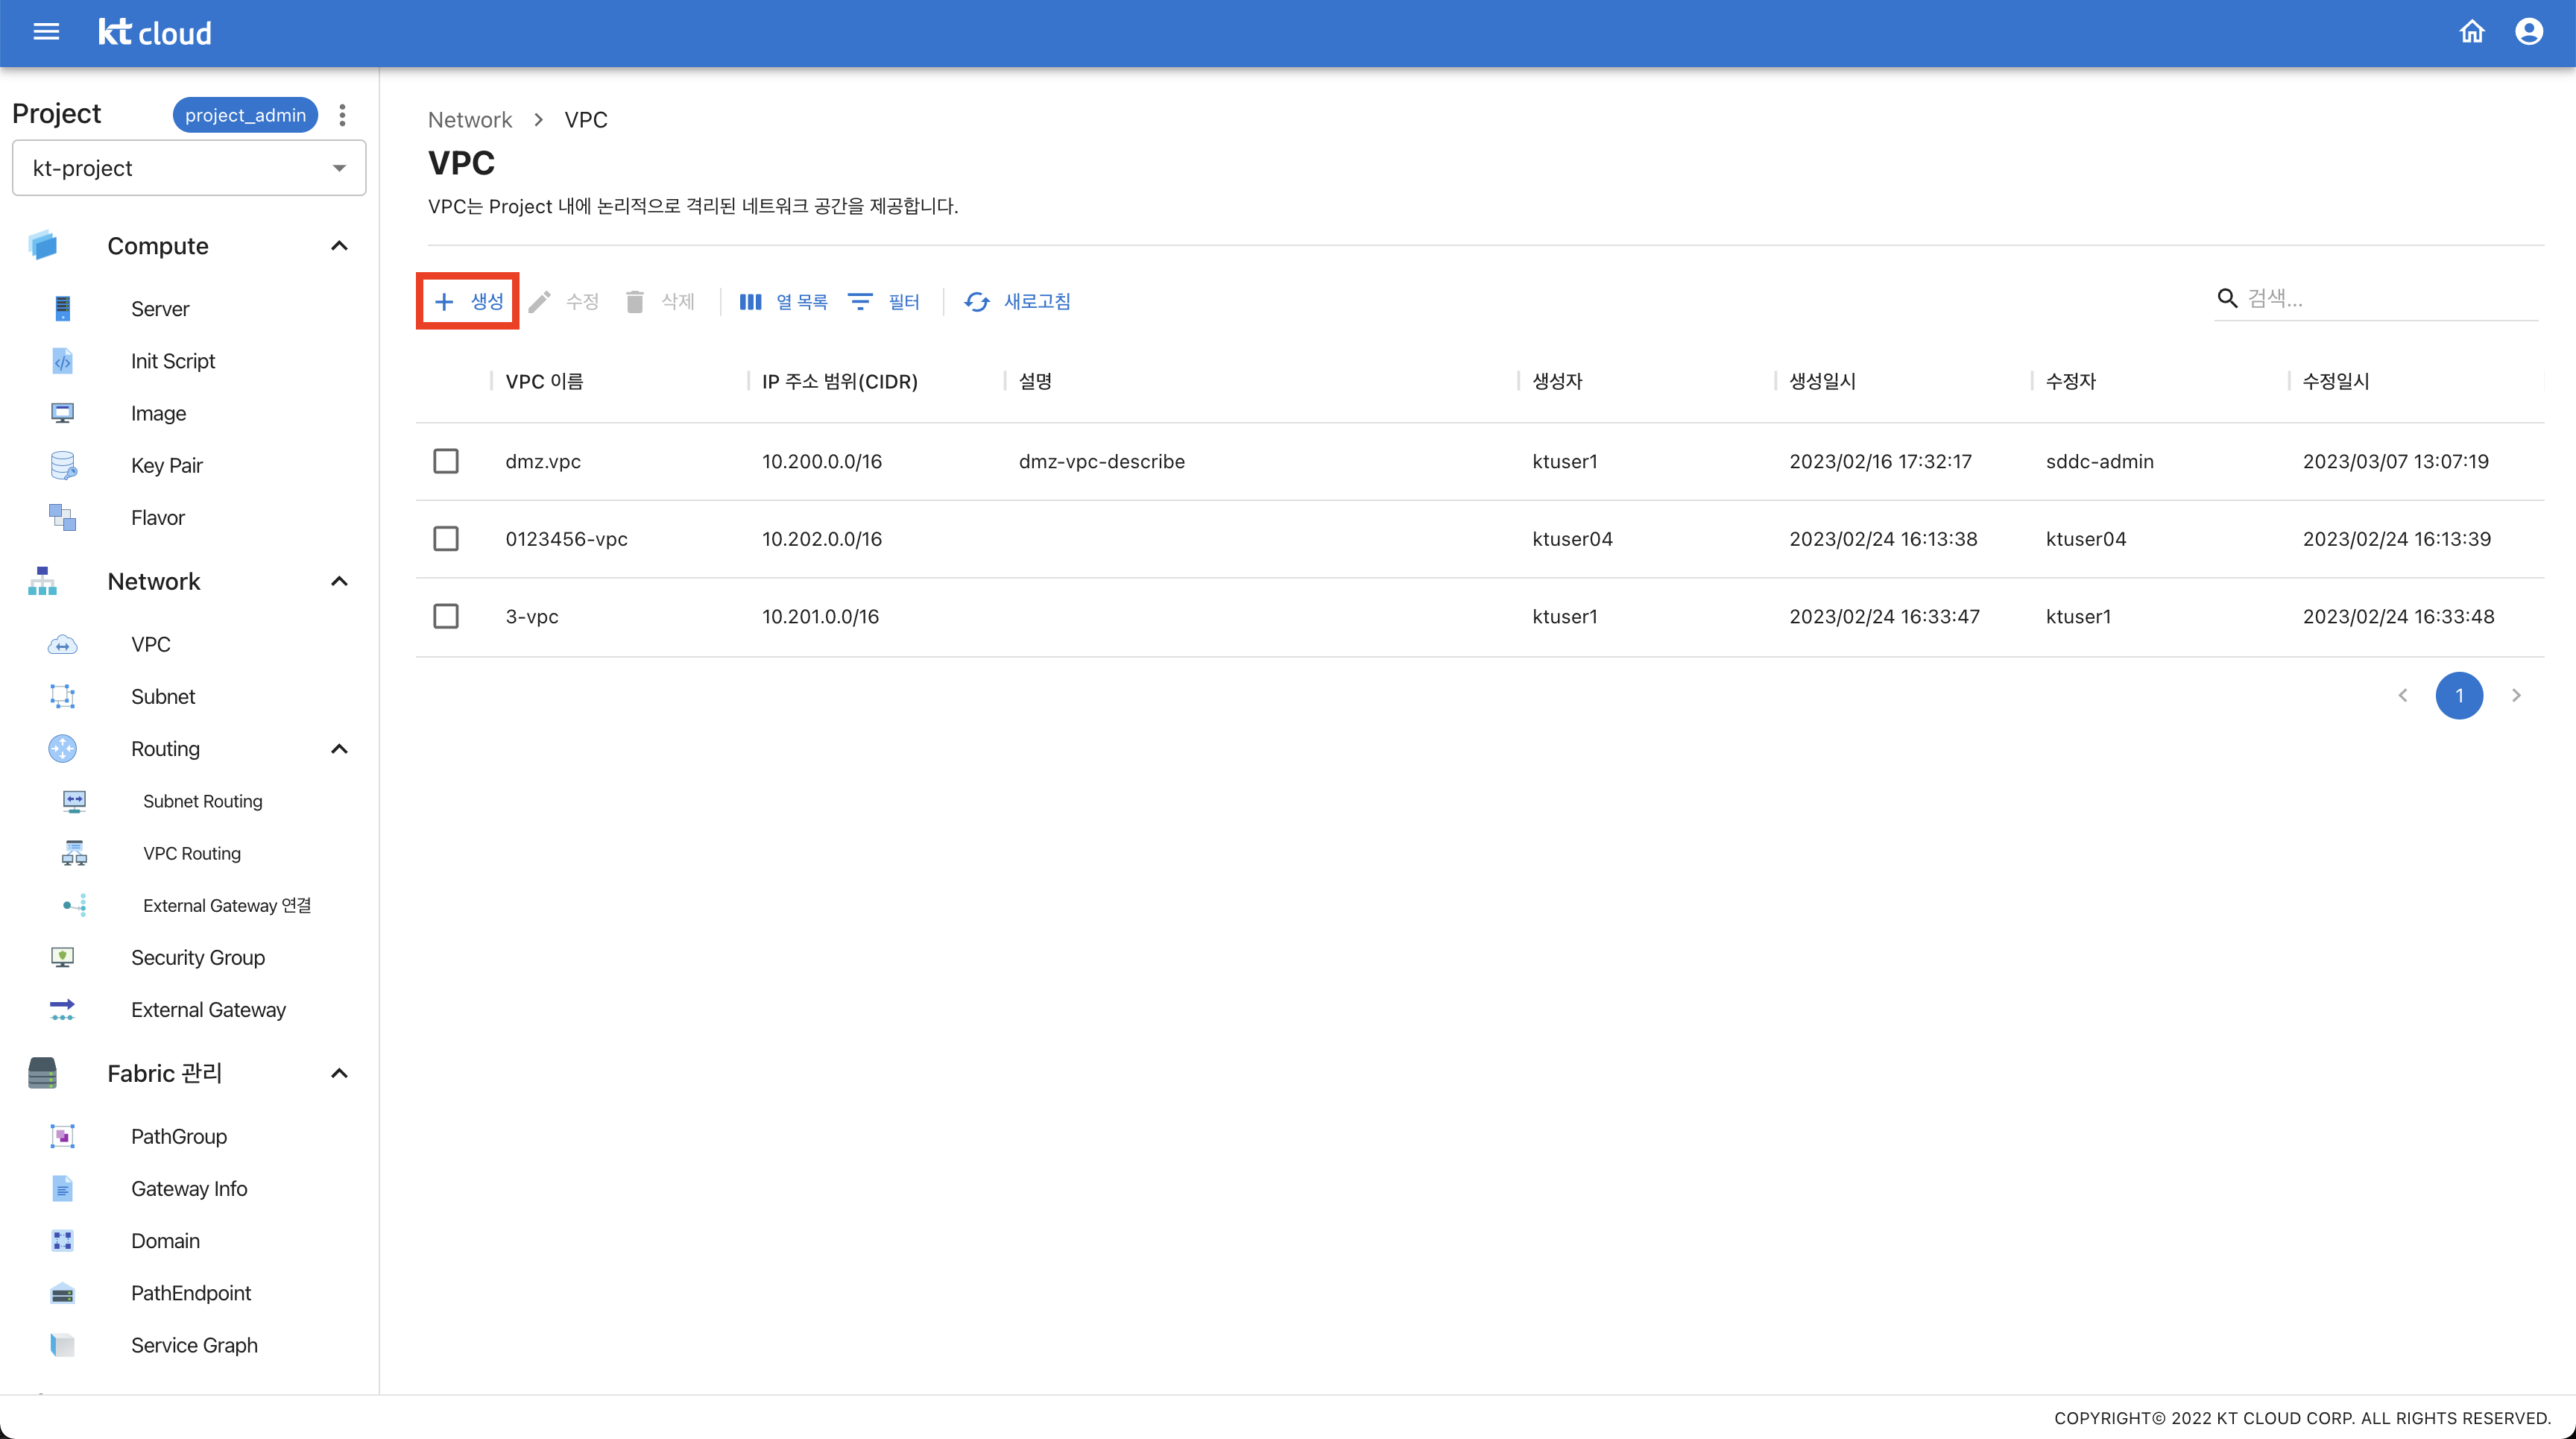 kt cloud
Project
project_admin
kt-project
Compute
Server
Init Script
Image
Key Pair
Flavor
Network
VPC
Subnet
Routing
Subnet Routing
VPC Routing
External Gateway 연결
Security Group
External Gateway
Fabric 관리
PathGroup
Gateway Info
Domain
PathEndpoint
Service Graph
Network > VPC
VPC
VPC는 Project 내에 논리적으로 격리된 네트워크 공간을 제공합니다.
+ 생성 수정 삭제 열 목록 필터 새로고침 검색...
VPC 이름 IP 주소 범위(CIDR) 설명 생성자 생성일시 수정자 수정일시
dmz.vpc 10.200.0.0/16 dmz-vpc-describe ktuser1 2023/02/16 17:32:17 sddc-admin 2023/03/07 13:07:19
0123456-vpc 10.202.0.0/16 ktuser04 2023/02/24 16:13:38 ktuser04 2023/02/24 16:13:39
3-vpc 10.201.0.0/16 ktuser1 2023/02/24 16:33:47 ktuser1 2023/02/24 16:33:48
< 1 >
COPYRIGHT© 2022 KT CLOUD CORP. ALL RIGHTS RESERVED.